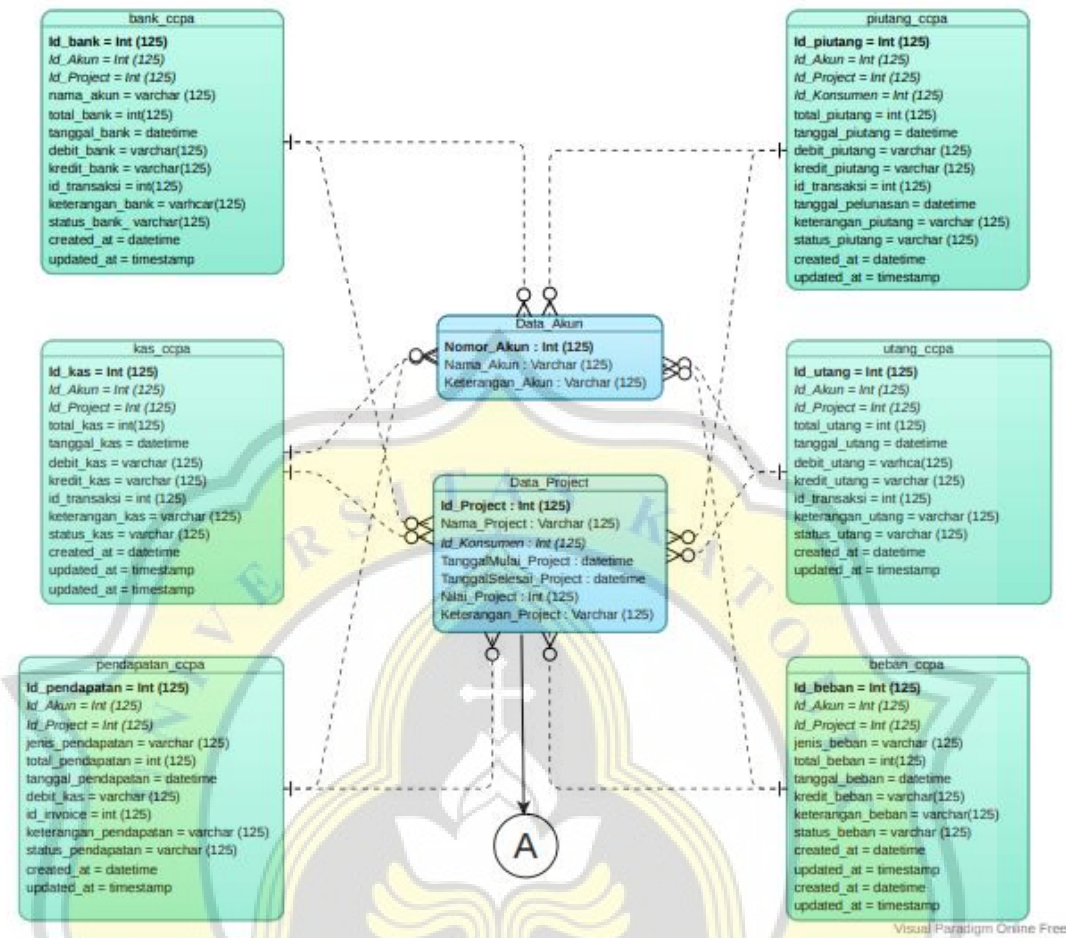 bank_ccpa
Id_bank = Int (125)
Id_Akun = Int (125)
Id_Project = Int (125)
nama_akun = varchar (125)
total_bank = int(125)
tanggal_bank = datetime
debit_bank = varchar(125)
kredit_bank = varchar(125)
id_transaksi = int(125)
keterangan_bank = varhcar(125)
status_bank_ varchar(125)
created_at = datetime
updated_at = timestamp
piutang_ccpa
Id_piutang = Int (125)
Id_Akun = Int (125)
Id_Project = Int (125)
Id_Konsumen = Int (125)
total_piutang = int (125)
tanggal_piutang = datetime
debit_piutang = varchar (125)
kredit_piutang = varchar (125)
id_transaksi = int (125)
tanggal_pelunasan = datetime
keterangan_piutang = varchar (125)
status_piutang = varchar (125)
created_at = datetime
updated_at = timestamp
Data_Akun
Nomor_Akun : Int (125)
Nama_Akun : Varchar (125)
Keterangan_Akun : Varchar (125)
kas_ccpa
Id_kas = Int (125)
Id_Akun = Int (125)
Id_Project = Int (125)
total_kas = int(125)
tanggal_kas = datetime
debit_kas = varchar (125)
kredit_kas = varchar (125)
id_transaksi = int (125)
keterangan_kas = varchar (125)
status_kas = varchar (125)
created_at = datetime
updated_at = timestamp
updated_at = timestamp
utang_ccpa
Id_utang = Int (125)
Id_Akun = Int (125)
Id_Project = Int (125)
total_utang = int (125)
tanggal_utang = datetime
debit_utang = varhca(125)
kredit_utang = varchar (125)
id_transaksi = int (125)
keterangan_utang = varchar (125)
status_utang = varchar (125)
created_at = datetime
updated_at = timestamp
Data_Project
Id_Project : Int (125)
Nama_Project : Varchar (125)
Id_Konsumen : Int (125)
TanggalMulai_Project : datetime
TanggalSelesai_Project : datetime
Nilai_Project : Int (125)
Keterangan_Project : Varchar (125)
pendapatan_ccpa
Id_pendapatan = Int (125)
Id_Akun = Int (125)
Id_Project = Int (125)
jenis_pendapatan = varchar (125)
total_pendapatan = int (125)
tanggal_pendapatan = datetime
debit_kas = varchar (125)
id_invoice = int (125)
keterangan_pendapatan = varchar (125)
status_pendapatan = varchar (125)
created_at = datetime
updated_at = timestamp
beban_ccpa
Id_beban = Int (125)
Id_Akun = Int (125)
Id_Project = Int (125)
jenis_beban = varchar (125)
total_beban = int(125)
tanggal_beban = datetime
kredit_beban = varchar(125)
keterangan_beban = varchar(125)
status_beban = varchar (125)
created_at = datetime
updated_at = timestamp
created_at = datetime
updated_at = timestamp
A
Visual Paradigm Online Free